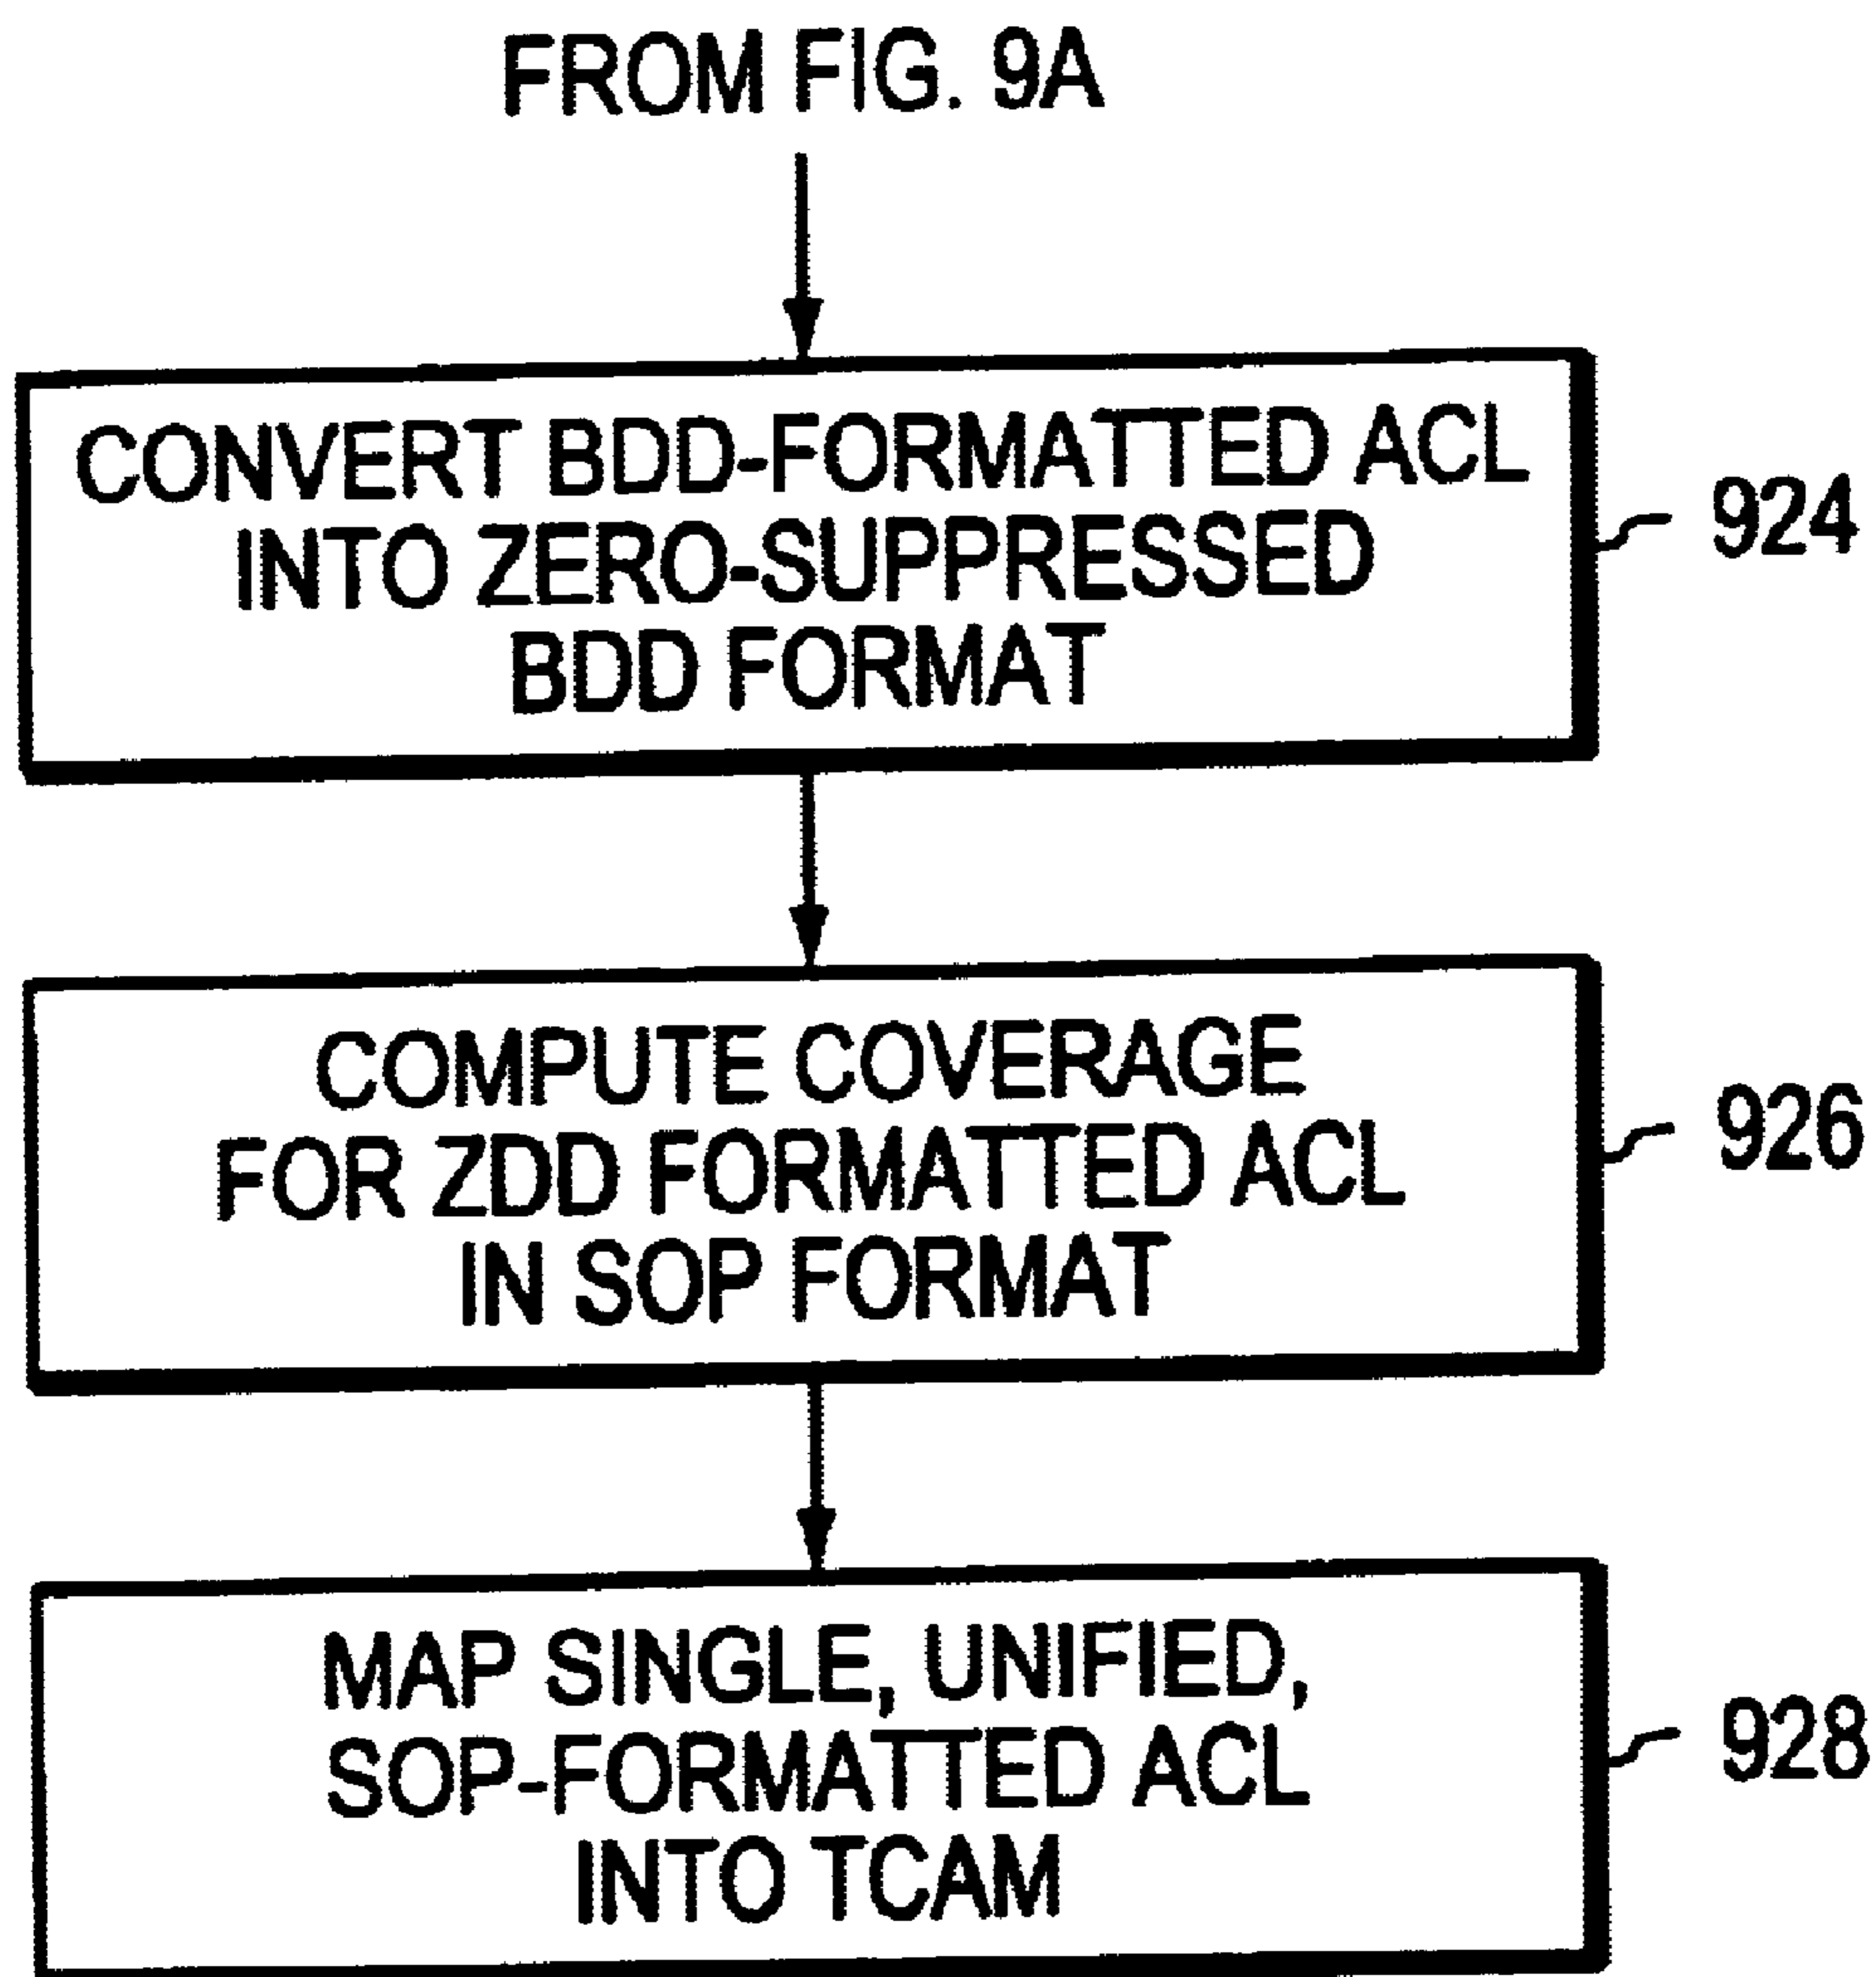 FROM FIG. 9A
CONVERT BDD-FORMATTED ACL
INTO ZERO-SUPPRESSED
BDD FORMAT
924
COMPUTE COVERAGE
FOR ZDD FORMATTED ACL
IN SOP FORMAT
926
MAP SINGLE, UNIFIED,
SOP-FORMATTED ACL
INTO TCAM
928